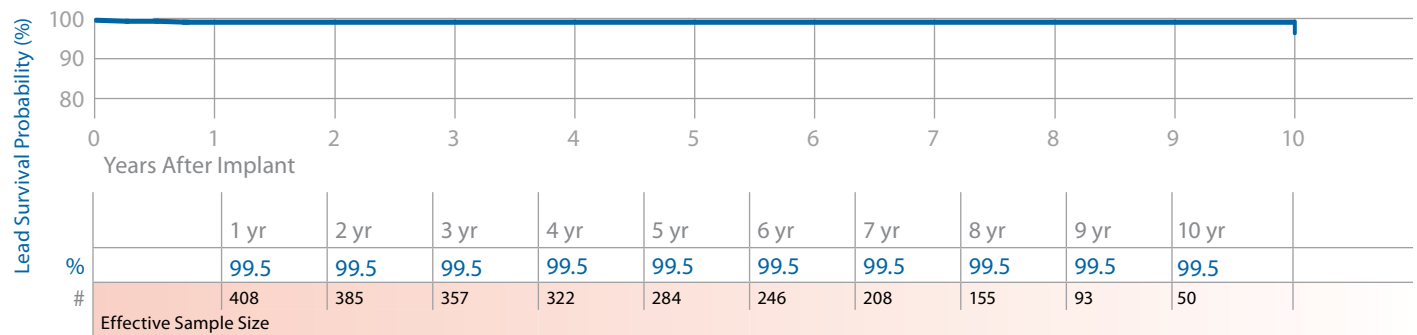 Lead Survival Probability (%)
100
90
80
0 1 2 3 4 5 6 7 8 9 10
Years After Implant
1 yr 2 yr 3 yr 4 yr 5 yr 6 yr 7 yr 8 yr 9 yr 10 yr
% 99.5 99.5 99.5 99.5 99.5 99.5 99.5 99.5 99.5 99.5
# 408 385 357 322 284 246 208 155 93 50
Effective Sample Size